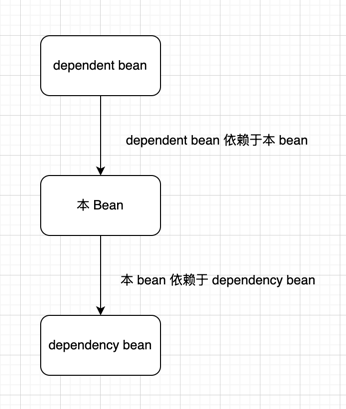 dependent bean
dependent bean 依赖于本 bean
本 Bean
本 bean 依赖于 dependency bean
dependency bean